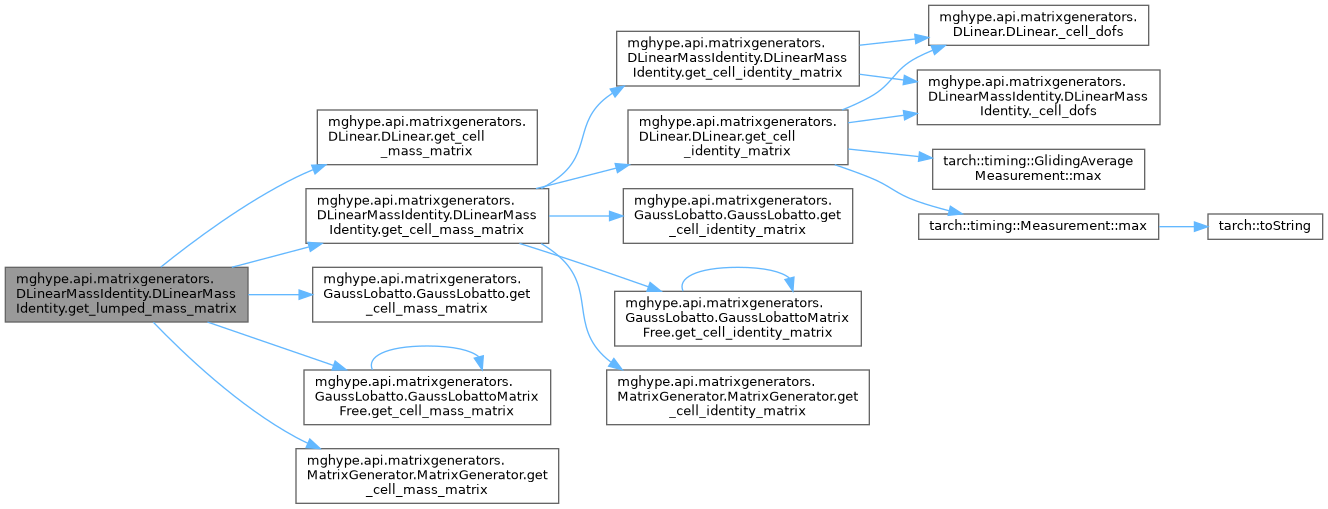 mghype.api.matrixgenerators.
DLinearMassIdentity.DLinearMass
Identity.get_lumped_mass_matrix
mghype.api.matrixgenerators.
DLinear.DLinear.get_cell
_mass_matrix
mghype.api.matrixgenerators.
DLinearMassIdentity.DLinearMass
Identity.get_cell_mass_matrix
mghype.api.matrixgenerators.
GaussLobatto.GaussLobatto.get
_cell_mass_matrix
mghype.api.matrixgenerators.
GaussLobatto.GaussLobattoMatrix
Free.get_cell_mass_matrix
mghype.api.matrixgenerators.
MatrixGenerator.MatrixGenerator.get
_cell_mass_matrix
mghype.api.matrixgenerators.
DLinearMassIdentity.DLinearMass
Identity.get_cell_identity_matrix
mghype.api.matrixgenerators.
DLinear.DLinear.get_cell
_identity_matrix
mghype.api.matrixgenerators.
GaussLobatto.GaussLobatto.get
_cell_identity_matrix
mghype.api.matrixgenerators.
GaussLobatto.GaussLobattoMatrix
Free.get_cell_identity_matrix
mghype.api.matrixgenerators.
MatrixGenerator.MatrixGenerator.get
_cell_identity_matrix
mghype.api.matrixgenerators.
DLinear.DLinear._cell_dofs
mghype.api.matrixgenerators.
DLinearMassIdentity.DLinearMass
Identity._cell_dofs
tarch::timing::GlidingAverage
Measurement::max
tarch::timing::Measurement::max
tarch::toString